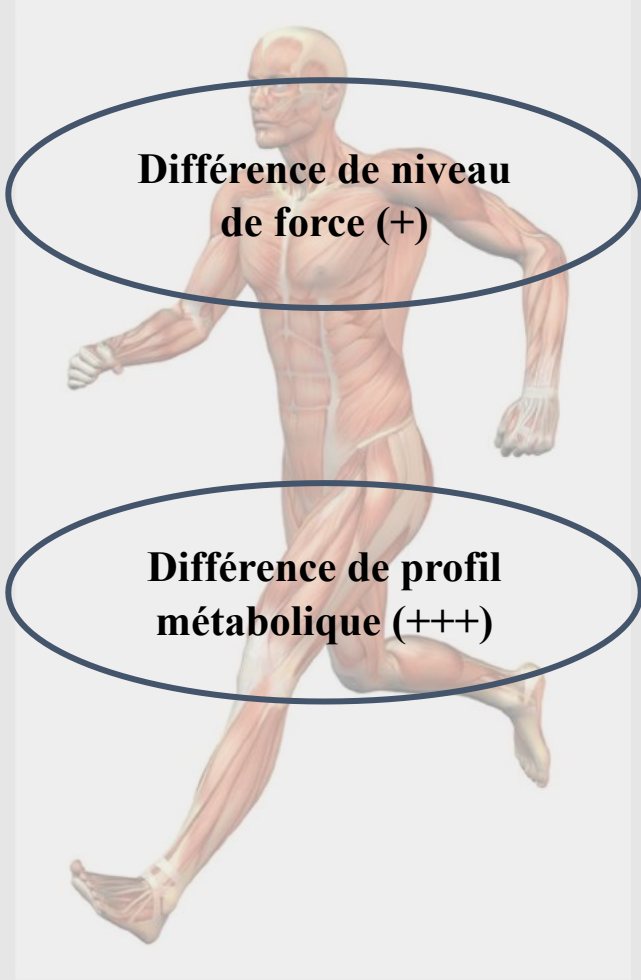 Différence de niveau
de force (+)
Différence de profil
métabolique (+++)